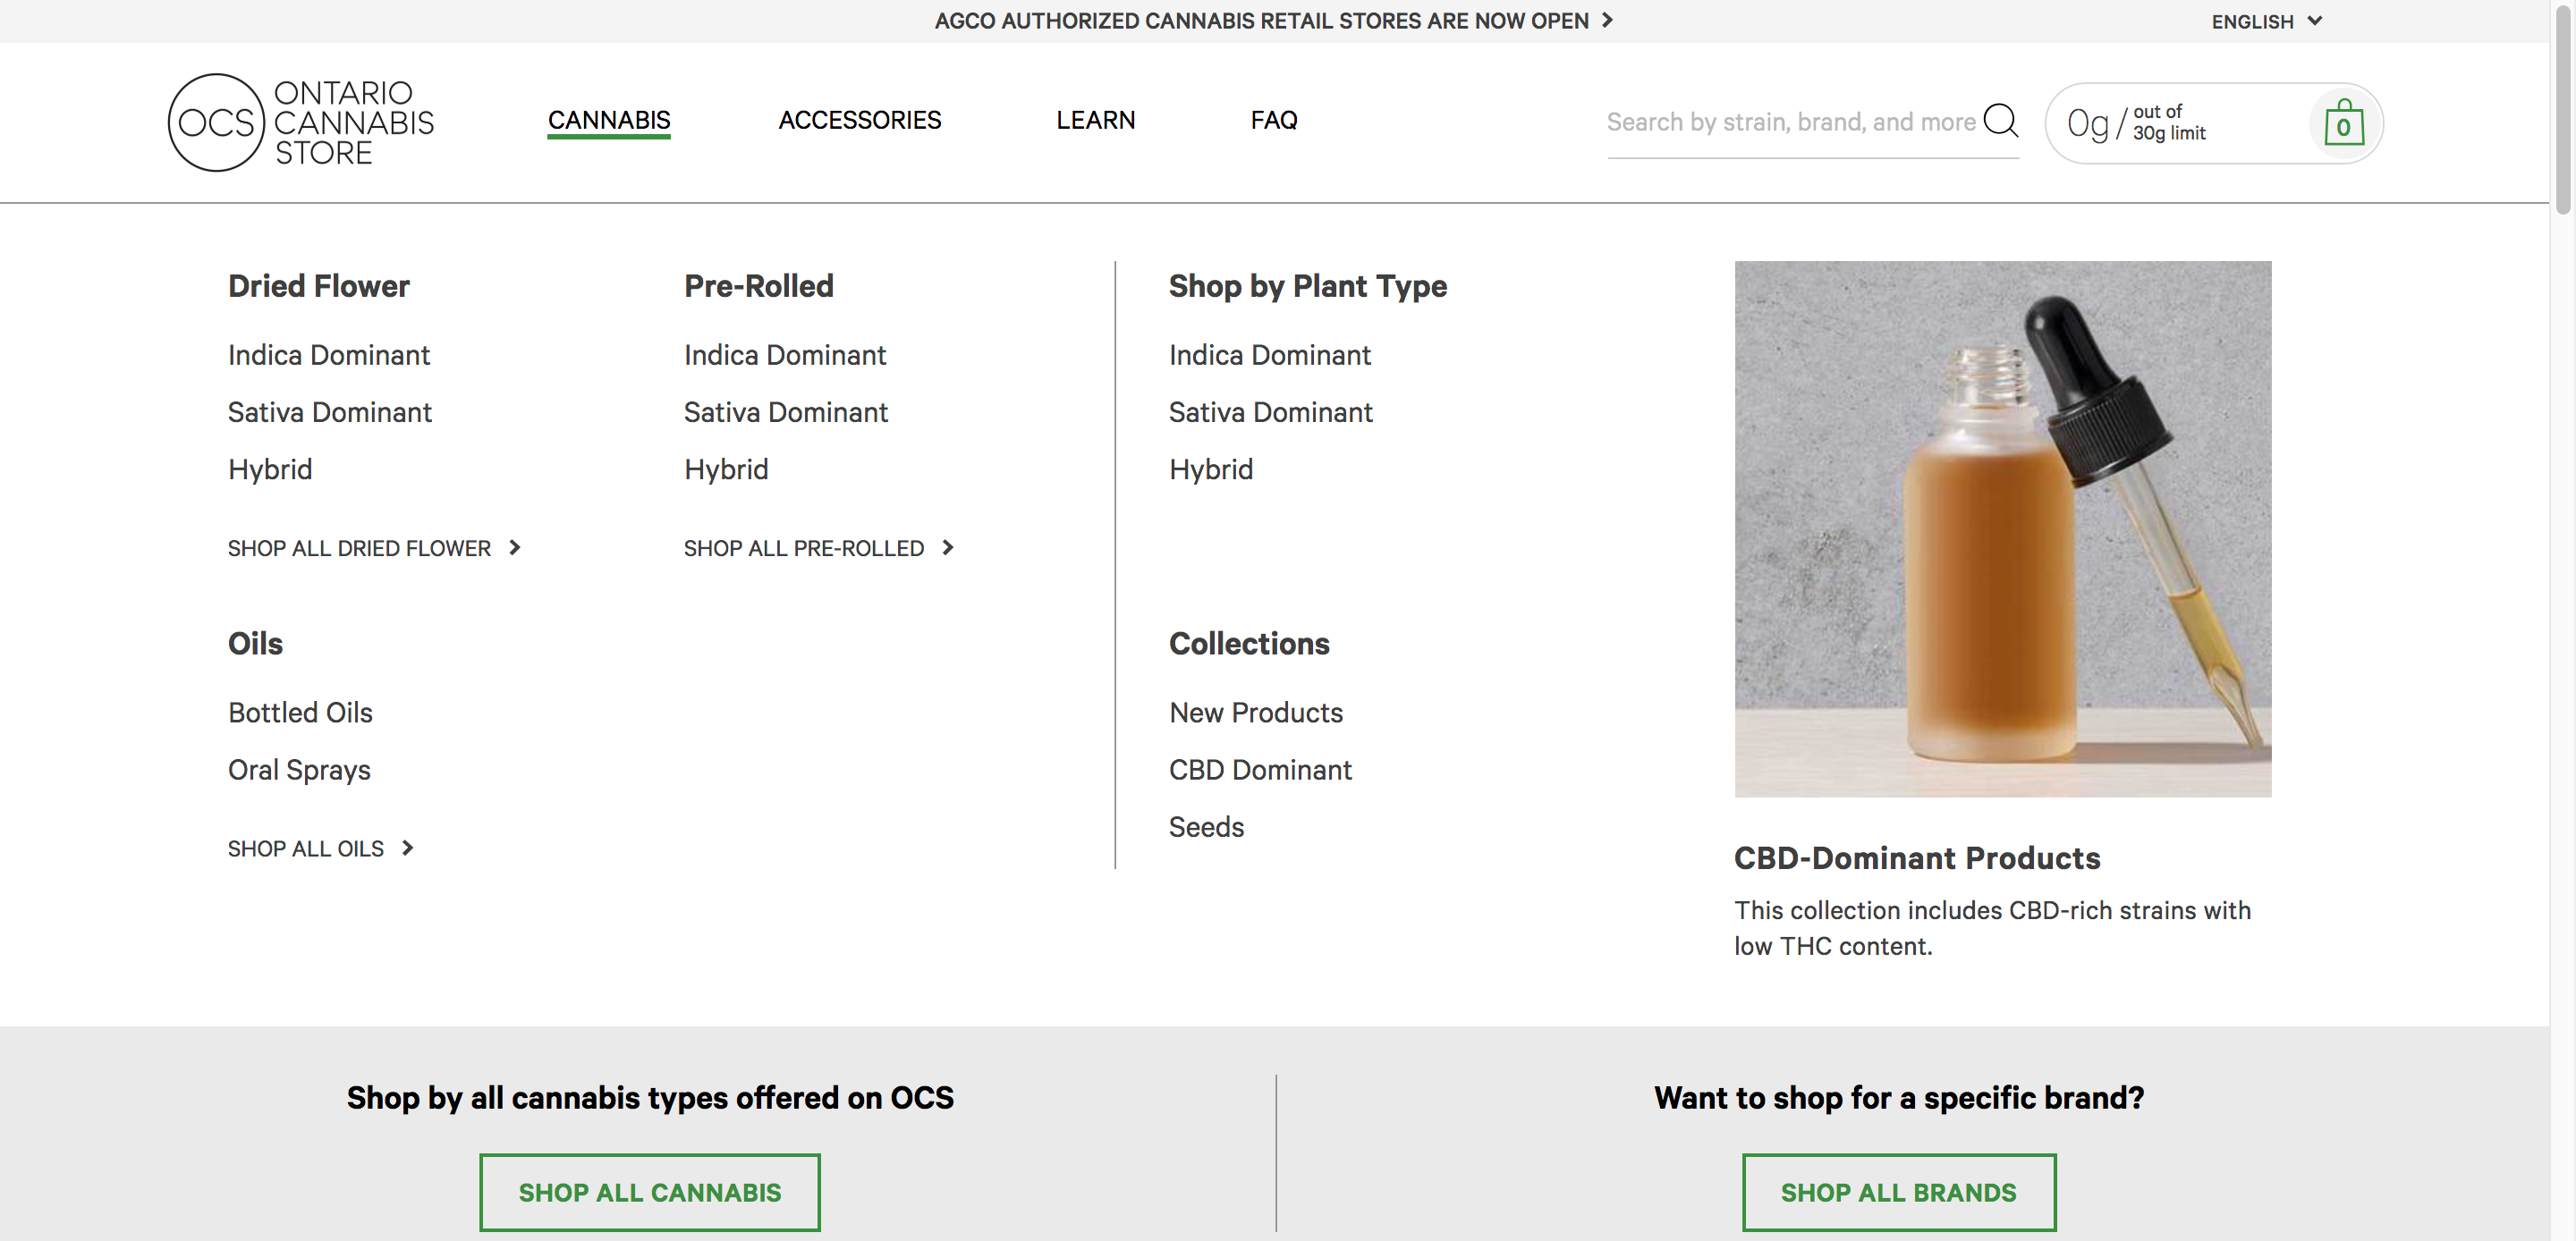 AGCO AUTHORIZED CANNABIS RETAIL STORES ARE NOW OPEN
ENGLISH
OCS
ONTARIO
CANNABIS
STORE
CANNABIS
ACCESSORIES
LEARN
FAQ
Search by strain, brand, and more
0g/
out of
30g limit
0
Dried Flower
Indica Dominant
Sativa Dominant
Hybrid
SHOP ALL DRIED FLOWER
Pre-Rolled
Indica Dominant
Sativa Dominant
Hybrid
SHOP ALL PRE-ROLLED
Oils
Bottled Oils
Oral Sprays
SHOP ALL OILS
Shop by Plant Type
Indica Dominant
Sativa Dominant
Hybrid
Collections
New Products
CBD Dominant
Seeds
CBD-Dominant Products
This collection includes CBD-rich strains with
low THC content.
Shop by all cannabis types offered on OCS
SHOP ALL CANNABIS
Want to shop for a specific brand?
SHOP ALL BRANDS